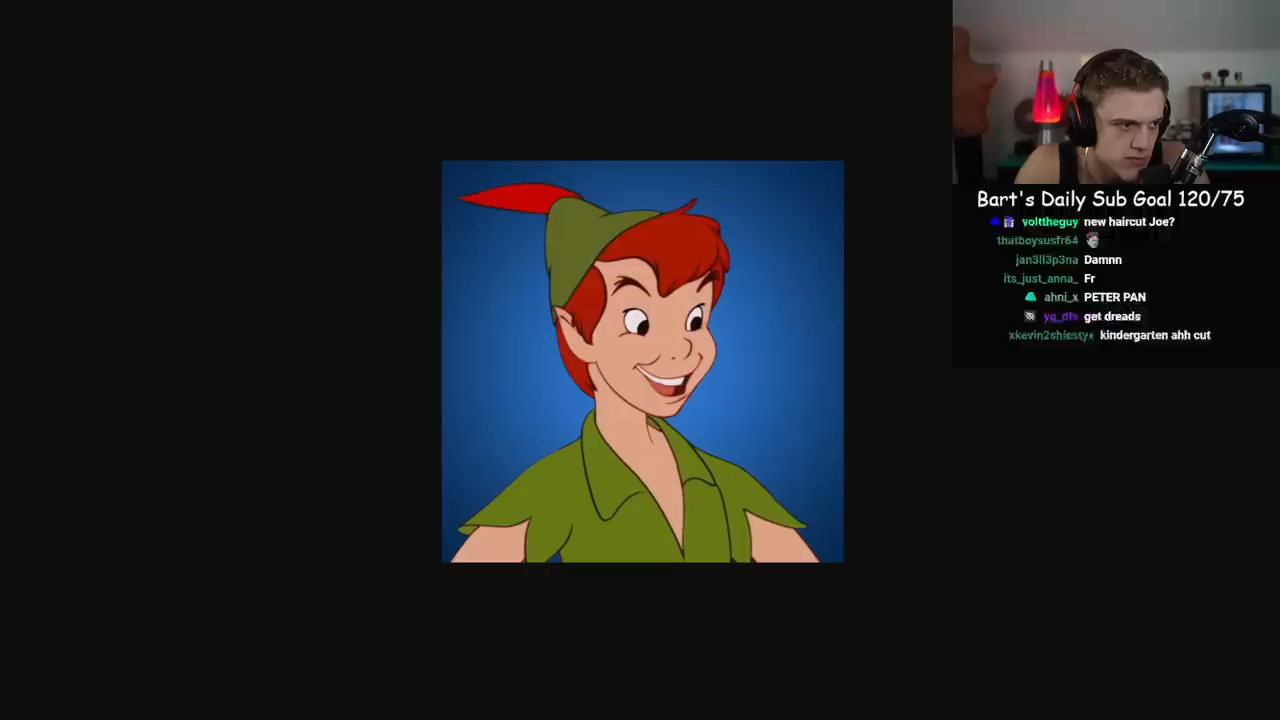 Bart's Daily Sub Goal 120/75
volttheguy new haircut Joe?
thatboysusfr64
jan3ll3p3na Damnn
its_just_anna_ Fr
ahni_x PETER PAN
get dreads
xkevin2shiestyx kindergarten ahh cut